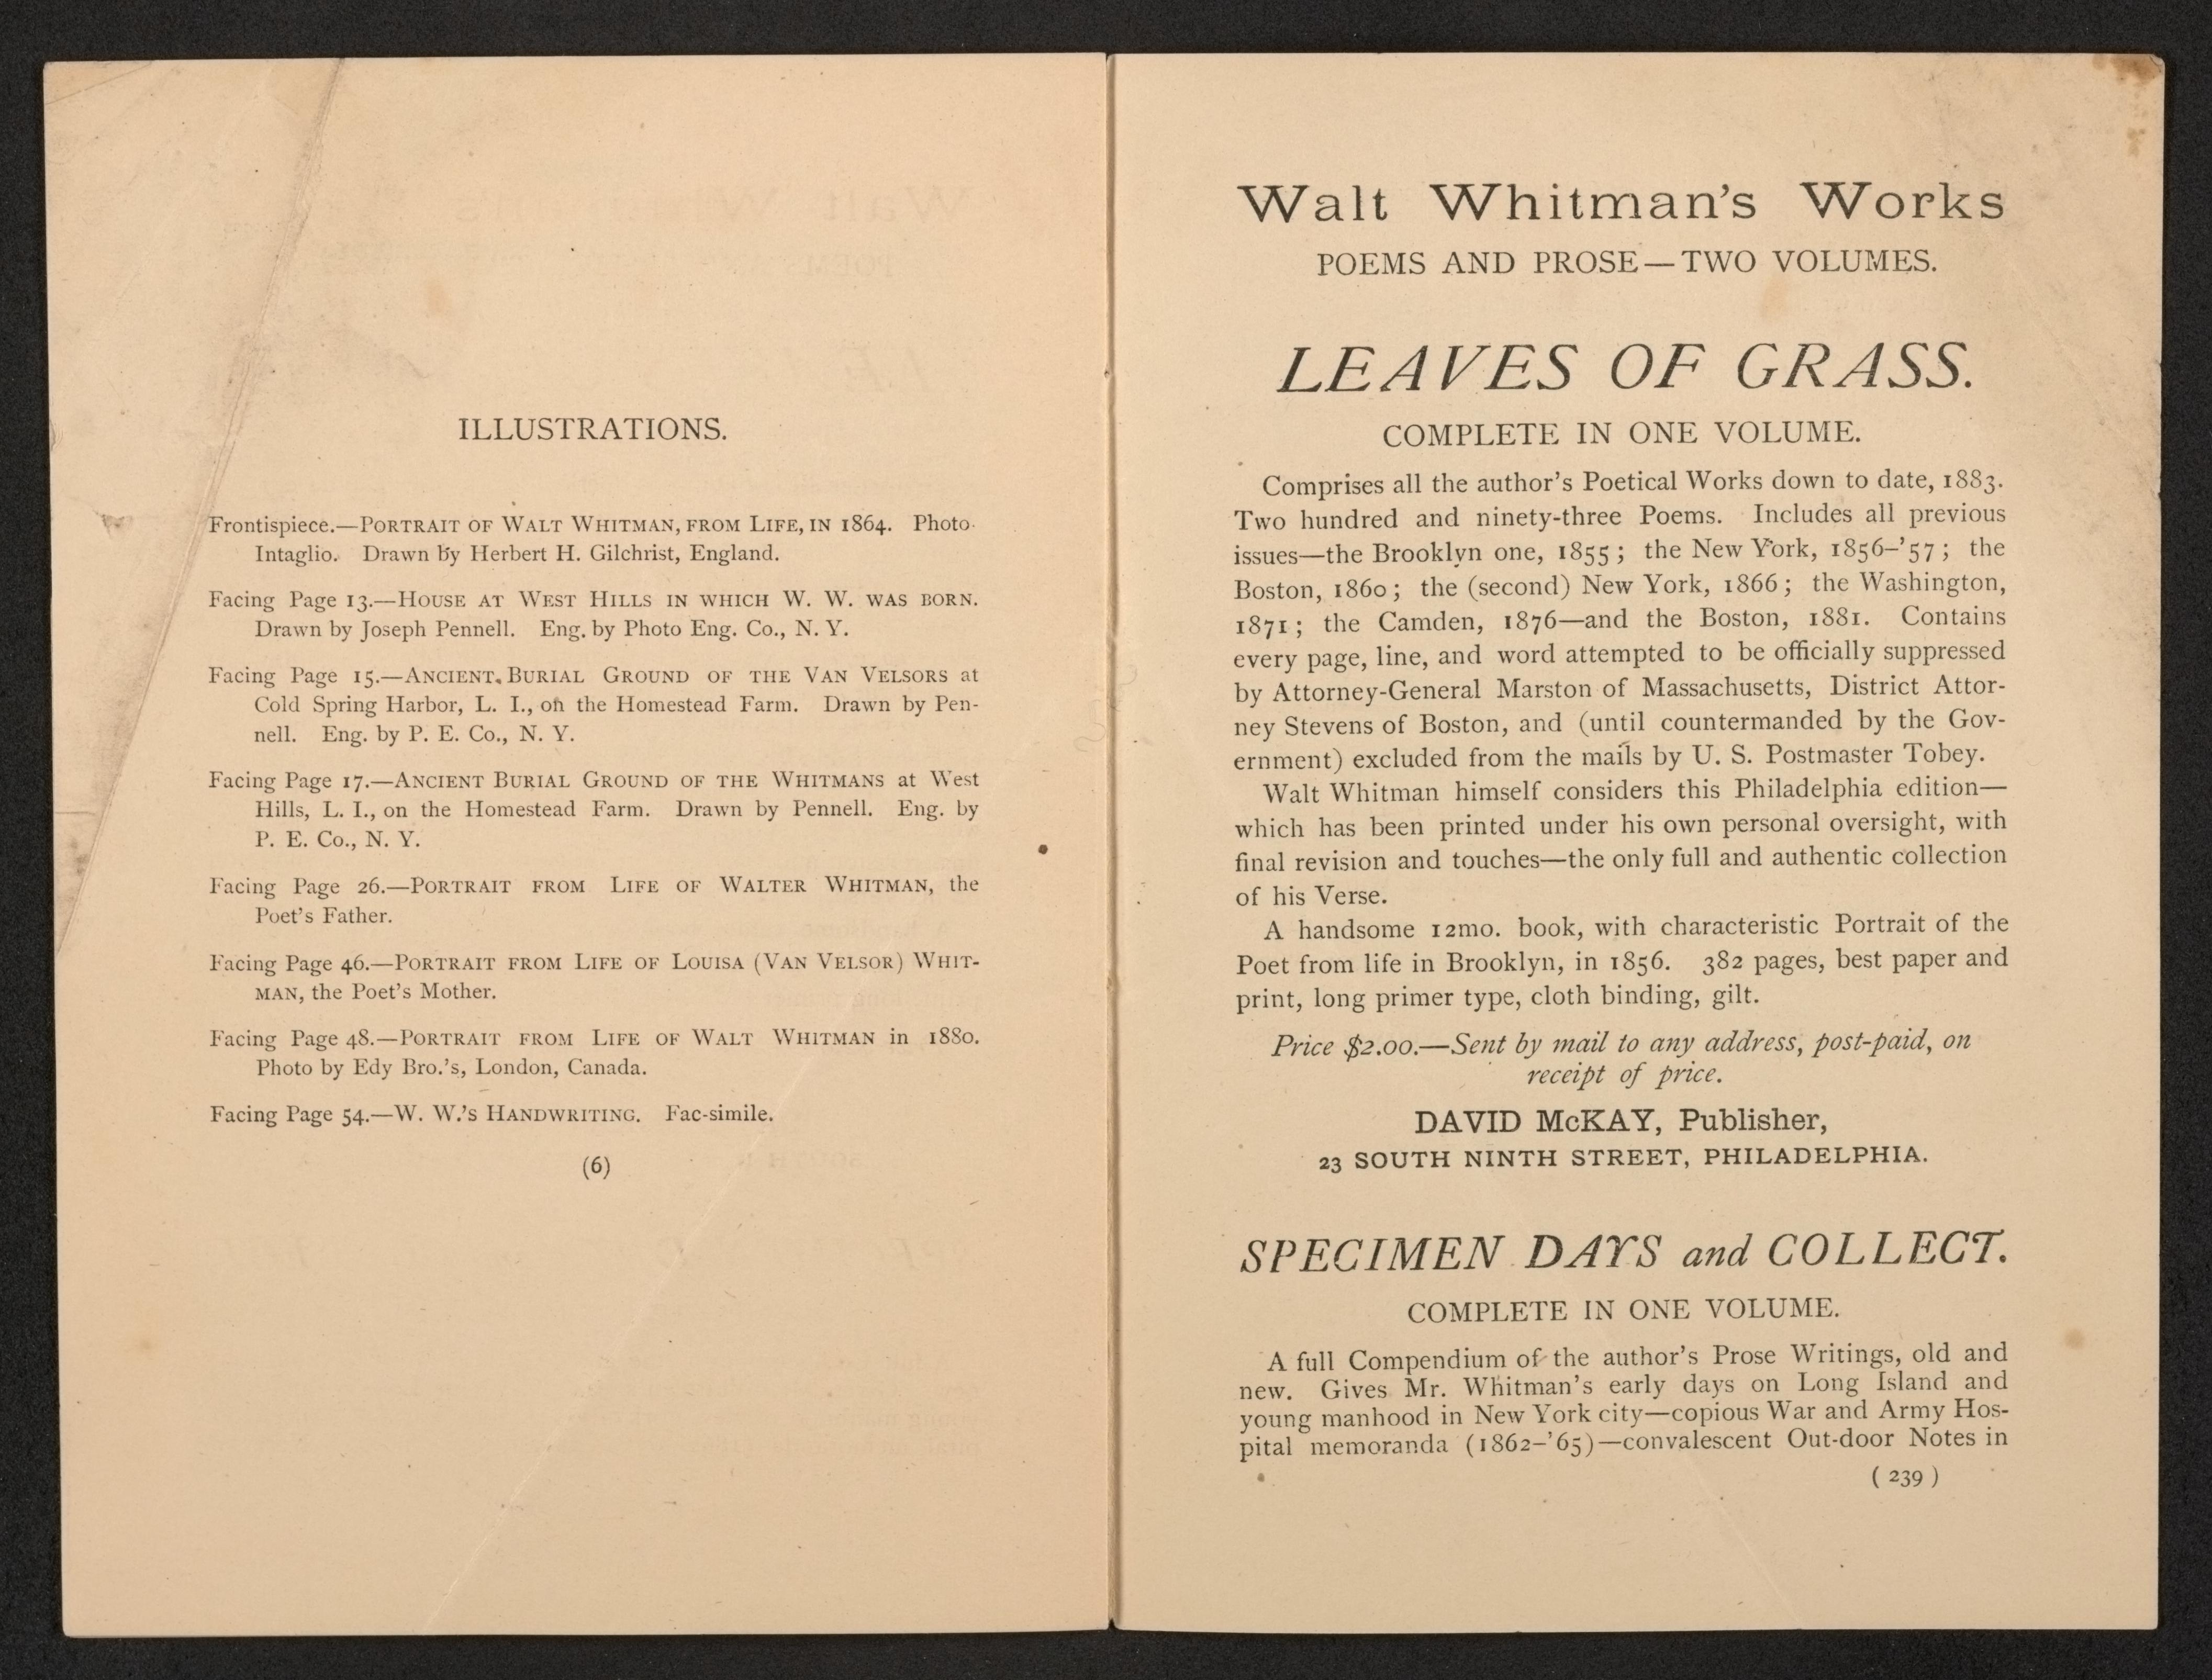 ILLUSTRATIONS.
Frontispiece.—PORTRAIT OF WALT WHITMAN, FROM LIFE, IN 1864. Photo-
Intaglio. Drawn by Herbert H. Gilchrist, England.
Facing Page 13.—HOUSE AT WEST HILLS IN WHICH W. W. WAS BORN.
Drawn by Joseph Pennell. Eng. by Photo Eng. Co., N. Y.
Facing Page 15.—ANCIENT BURIAL GROUND OF THE VAN VELSORS at
Cold Spring Harbor, L. I., on the Homestead Farm. Drawn by Pen-
nell. Eng. by P. E. Co., N. Y.
Facing Page 17.—ANCIENT BURIAL GROUND OF THE WHITMANS at West
Hills, L. I., on the Homestead Farm. Drawn by Pennell. Eng. by
P. E. Co., N. Y.
Facing Page 26.—PORTRAIT FROM LIFE OF WALTER WHITMAN, the
Poet's Father.
Facing Page 46.—PORTRAIT FROM LIFE OF LOUISA (VAN VELSOR) WHIT-
MAN, the Poet's Mother.
Facing Page 48.—PORTRAIT FROM LIFE OF WALT WHITMAN in 1880.
Photo by Edy Bro.'s, London, Canada.
Facing Page 54.—W. W.'s HANDWRITING. Fac-simile.
(6)
Walt Whitman's Works
POEMS AND PROSE—TWO VOLUMES.
LEAVES OF GRASS.
COMPLETE IN ONE VOLUME.
Comprises all the author's Poetical Works down to date, 1883.
Two hundred and ninety-three Poems. Includes all previous
issues—the Brooklyn one, 1855; the New York, 1856–'57; the
Boston, 1860; the (second) New York, 1866; the Washington,
1871; the Camden, 1876—and the Boston, 1881. Contains
every page, line, and word attempted to be officially suppressed
by Attorney-General Marston of Massachusetts, District Attor-
ney Stevens of Boston, and (until countermanded by the Gov-
ernment) excluded from the mails by U. S. Postmaster Tobey.
Walt Whitman himself considers this Philadelphia edition—
which has been printed under his own personal oversight, with
final revision and touches—the only full and authentic collection
of his Verse.
A handsome 12mo. book, with characteristic Portrait of the
Poet from life in Brooklyn, in 1856. 382 pages, best paper and
print, long primer type, cloth binding, gilt.
Price $2.00.—Sent by mail to any address, post-paid, on
receipt of price.
DAVID McKAY, Publisher,
23 SOUTH NINTH STREET, PHILADELPHIA.
SPECIMEN DAYS and COLLECT.
COMPLETE IN ONE VOLUME.
A full Compendium of the author's Prose Writings, old and
new. Gives Mr. Whitman's early days on Long Island and
young manhood in New York city—copious War and Army Hos-
pital memoranda (1862–'65)—convalescent Out-door Notes in
(239)